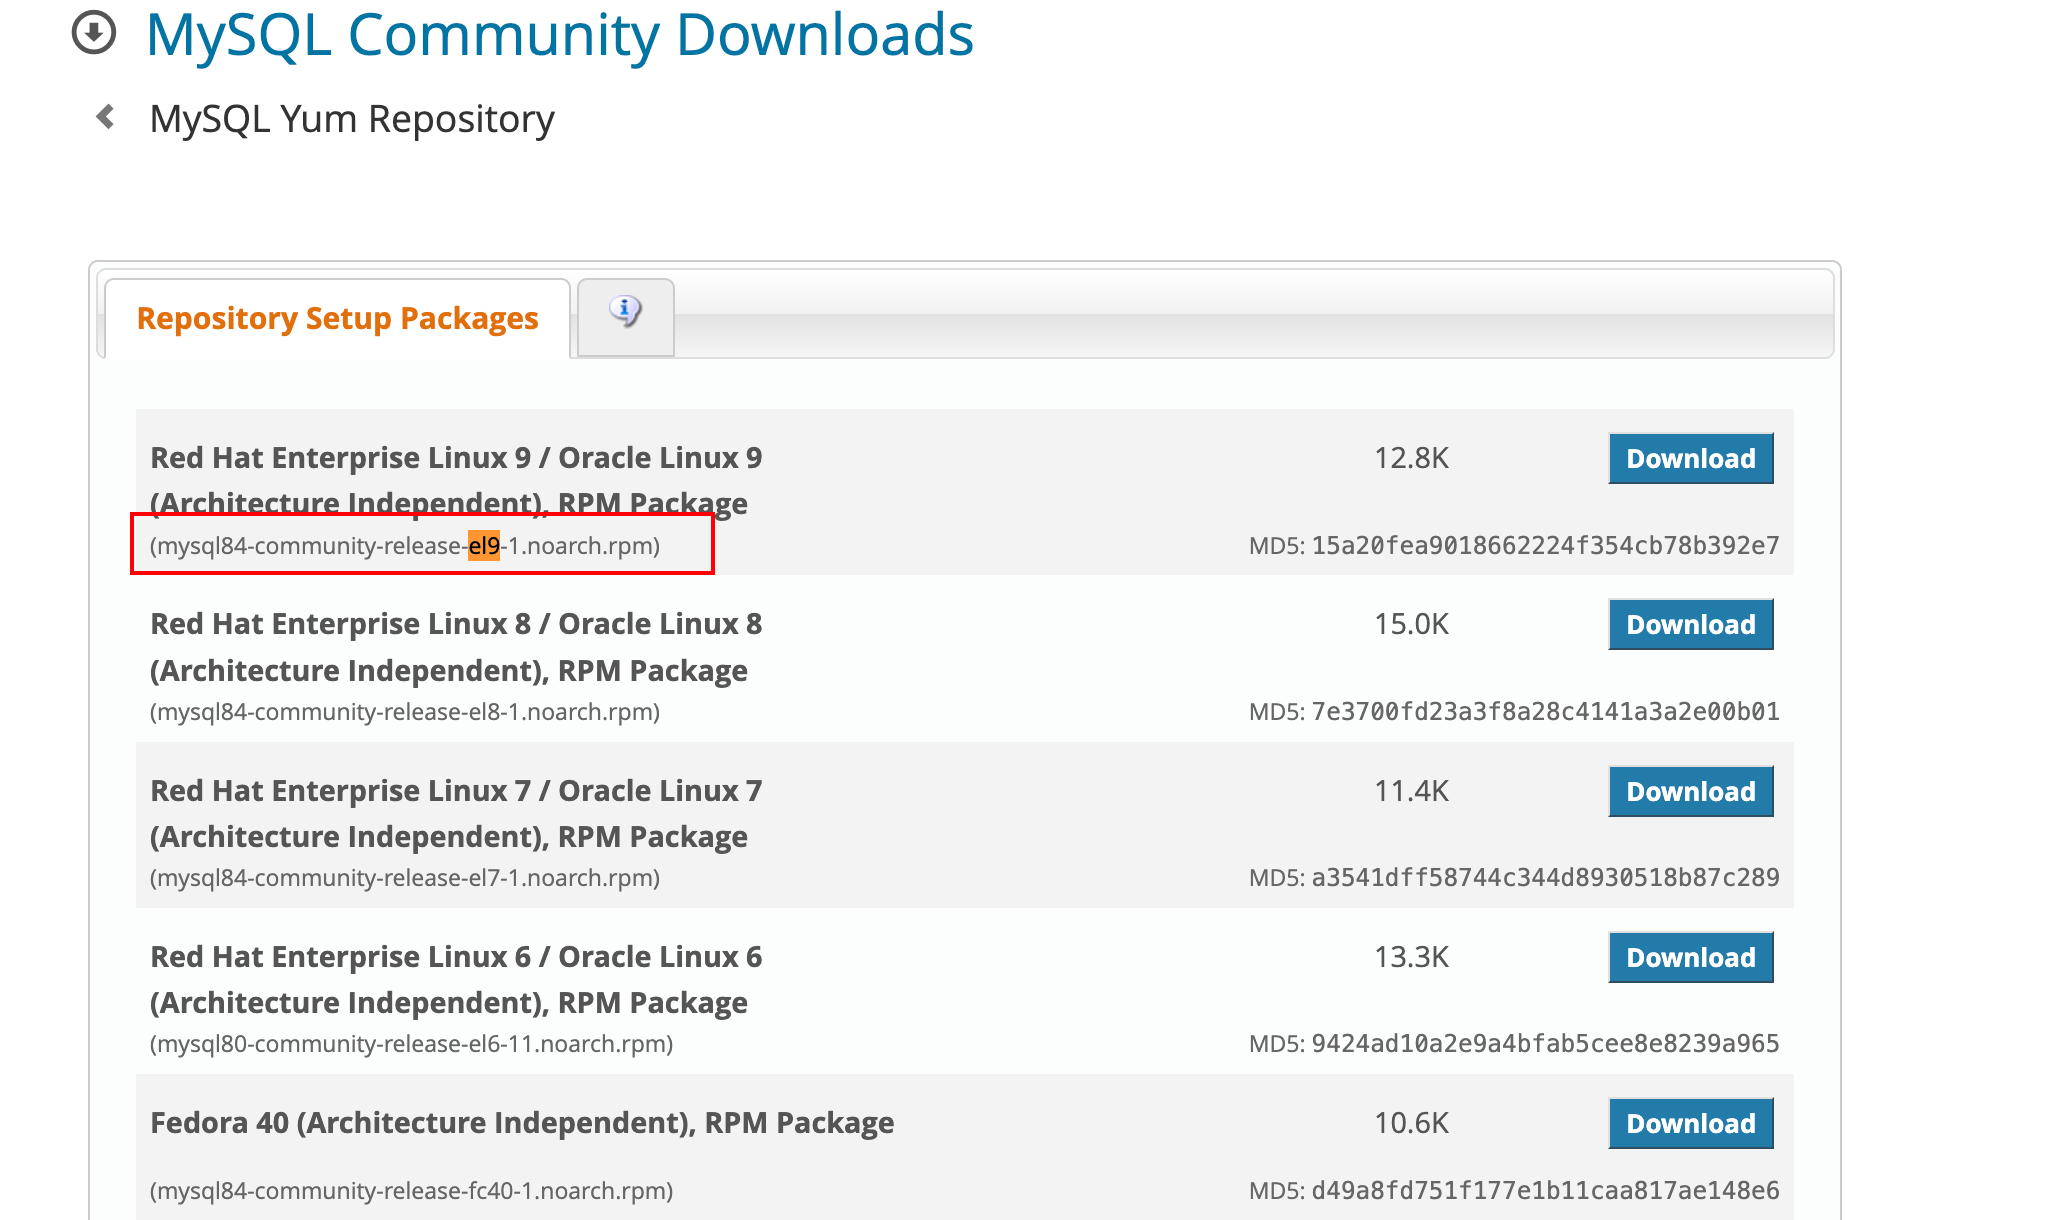 MySQL Community Downloads
MySQL Yum Repository
Repository Setup Packages
Red Hat Enterprise Linux 9 / Oracle Linux 9 12.8K Download
(Architecture Independent), RPM Package
(mysql84-community-release-el9-1.noarch.rpm) MD5: 15a20fea9018662224f354cb78b392e7
Red Hat Enterprise Linux 8 / Oracle Linux 8 15.0K Download
(Architecture Independent), RPM Package
(mysql84-community-release-el8-1.noarch.rpm) MD5: 7e3700fd23a3f8a28c4141a3a2e00b01
Red Hat Enterprise Linux 7 / Oracle Linux 7 11.4K Download
(Architecture Independent), RPM Package
(mysql84-community-release-el7-1.noarch.rpm) MD5: a3541dff58744c344d8930518b87c289
Red Hat Enterprise Linux 6 / Oracle Linux 6 13.3K Download
(Architecture Independent), RPM Package
(mysql80-community-release-el6-11.noarch.rpm) MD5: 9424ad10a2e9a4bfab5cee8e8239a965
Fedora 40 (Architecture Independent), RPM Package 10.6K Download
(mysql84-community-release-fc40-1.noarch.rpm) MD5: d49a8fd751f177e1b11caa817ae148e6